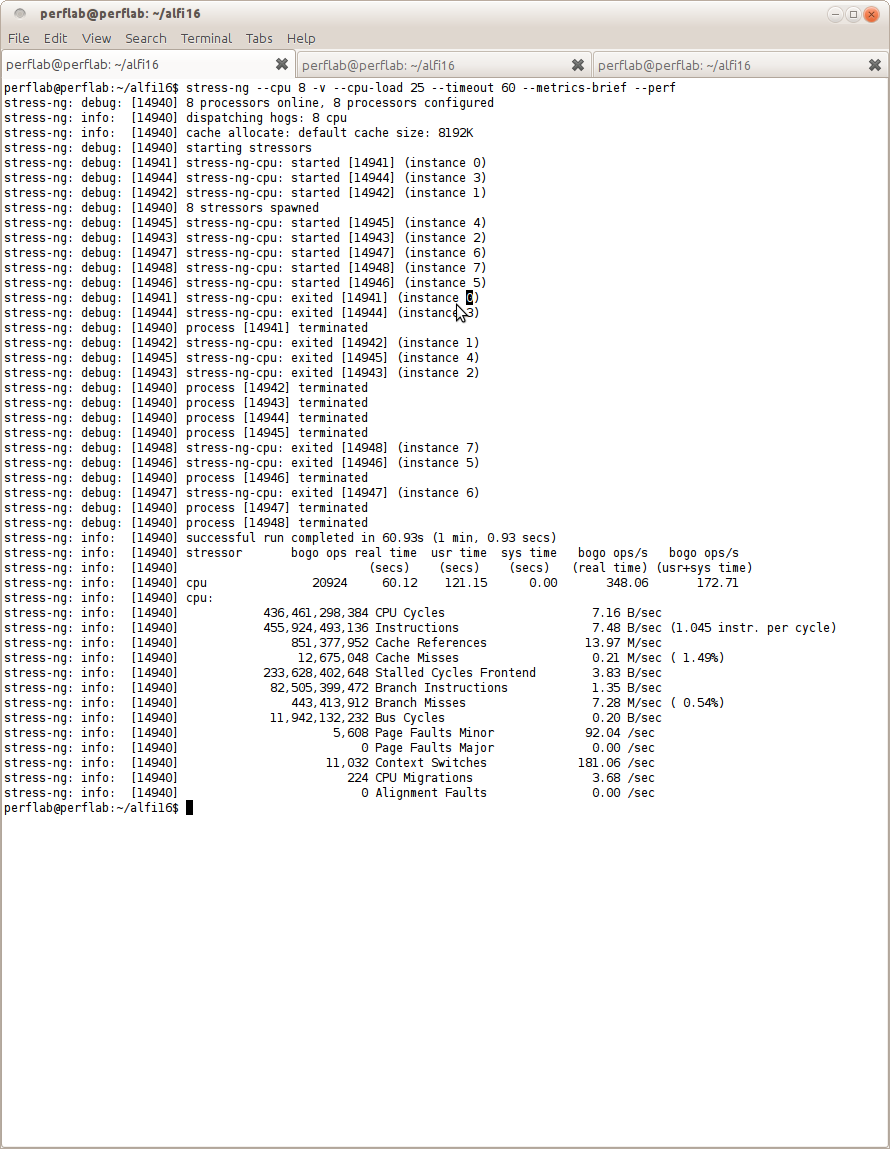 perflab@perflab: ~/alfi16
File Edit View Search Terminal Tabs Help
perflab@perflab: ~/alfi16 perflab@perflab: ~/alfi16 perflab@perflab: ~/alfi16
perflab@perflab:~/alfi16$ stress-ng --cpu 8 -v --cpu-load 25 --timeout 60 --metrics-brief --perf
stress-ng: debug: [14940] 8 processors online, 8 processors configured
stress-ng: info:  [14940] dispatching hogs: 8 cpu
stress-ng: info:  [14940] cache allocate: default cache size: 8192K
stress-ng: debug: [14940] starting stressors
stress-ng: debug: [14941] stress-ng-cpu: started [14941] (instance 0)
stress-ng: debug: [14944] stress-ng-cpu: started [14944] (instance 3)
stress-ng: debug: [14942] stress-ng-cpu: started [14942] (instance 1)
stress-ng: debug: [14940] 8 stressors spawned
stress-ng: debug: [14945] stress-ng-cpu: started [14945] (instance 4)
stress-ng: debug: [14943] stress-ng-cpu: started [14943] (instance 2)
stress-ng: debug: [14947] stress-ng-cpu: started [14947] (instance 6)
stress-ng: debug: [14948] stress-ng-cpu: started [14948] (instance 7)
stress-ng: debug: [14946] stress-ng-cpu: started [14946] (instance 5)
stress-ng: debug: [14941] stress-ng-cpu: exited [14941] (instance 0)
stress-ng: debug: [14944] stress-ng-cpu: exited [14944] (instance 3)
stress-ng: debug: [14940] process [14941] terminated
stress-ng: debug: [14942] stress-ng-cpu: exited [14942] (instance 1)
stress-ng: debug: [14945] stress-ng-cpu: exited [14945] (instance 4)
stress-ng: debug: [14943] stress-ng-cpu: exited [14943] (instance 2)
stress-ng: debug: [14940] process [14942] terminated
stress-ng: debug: [14940] process [14943] terminated
stress-ng: debug: [14940] process [14944] terminated
stress-ng: debug: [14940] process [14945] terminated
stress-ng: debug: [14948] stress-ng-cpu: exited [14948] (instance 7)
stress-ng: debug: [14946] stress-ng-cpu: exited [14946] (instance 5)
stress-ng: debug: [14940] process [14946] terminated
stress-ng: debug: [14947] stress-ng-cpu: exited [14947] (instance 6)
stress-ng: debug: [14940] process [14947] terminated
stress-ng: debug: [14940] process [14948] terminated
stress-ng: info:  [14940] successful run completed in 60.93s (1 min, 0.93 secs)
stress-ng: info:  [14940] stressor       bogo ops real time  usr time  sys time   bogo ops/s   bogo ops/s
stress-ng: info:  [14940]                           (secs)    (secs)    (secs)   (real time) (usr+sys time)
stress-ng: info:  [14940] cpu               20924     60.12    121.15      0.00       348.06       172.71
stress-ng: info:  [14940] cpu:
stress-ng: info:  [14940]            436,461,298,384 CPU Cycles                     7.16 B/sec
stress-ng: info:  [14940]            455,924,493,136 Instructions                   7.48 B/sec (1.045 instr. per cycle)
stress-ng: info:  [14940]                851,377,952 Cache References              13.97 M/sec
stress-ng: info:  [14940]                 12,675,048 Cache Misses                   0.21 M/sec ( 1.49%)
stress-ng: info:  [14940]            233,628,402,648 Stalled Cycles Frontend        3.83 B/sec
stress-ng: info:  [14940]             82,505,399,472 Branch Instructions            1.35 B/sec
stress-ng: info:  [14940]                443,413,912 Branch Misses                  7.28 M/sec ( 0.54%)
stress-ng: info:  [14940]             11,942,132,232 Bus Cycles                     0.20 B/sec
stress-ng: info:  [14940]                      5,608 Page Faults Minor             92.04 /sec
stress-ng: info:  [14940]                          0 Page Faults Major              0.00 /sec
stress-ng: info:  [14940]                     11,032 Context Switches             181.06 /sec
stress-ng: info:  [14940]                        224 CPU Migrations                 3.68 /sec
stress-ng: info:  [14940]                          0 Alignment Faults               0.00 /sec
perflab@perflab:~/alfi16$